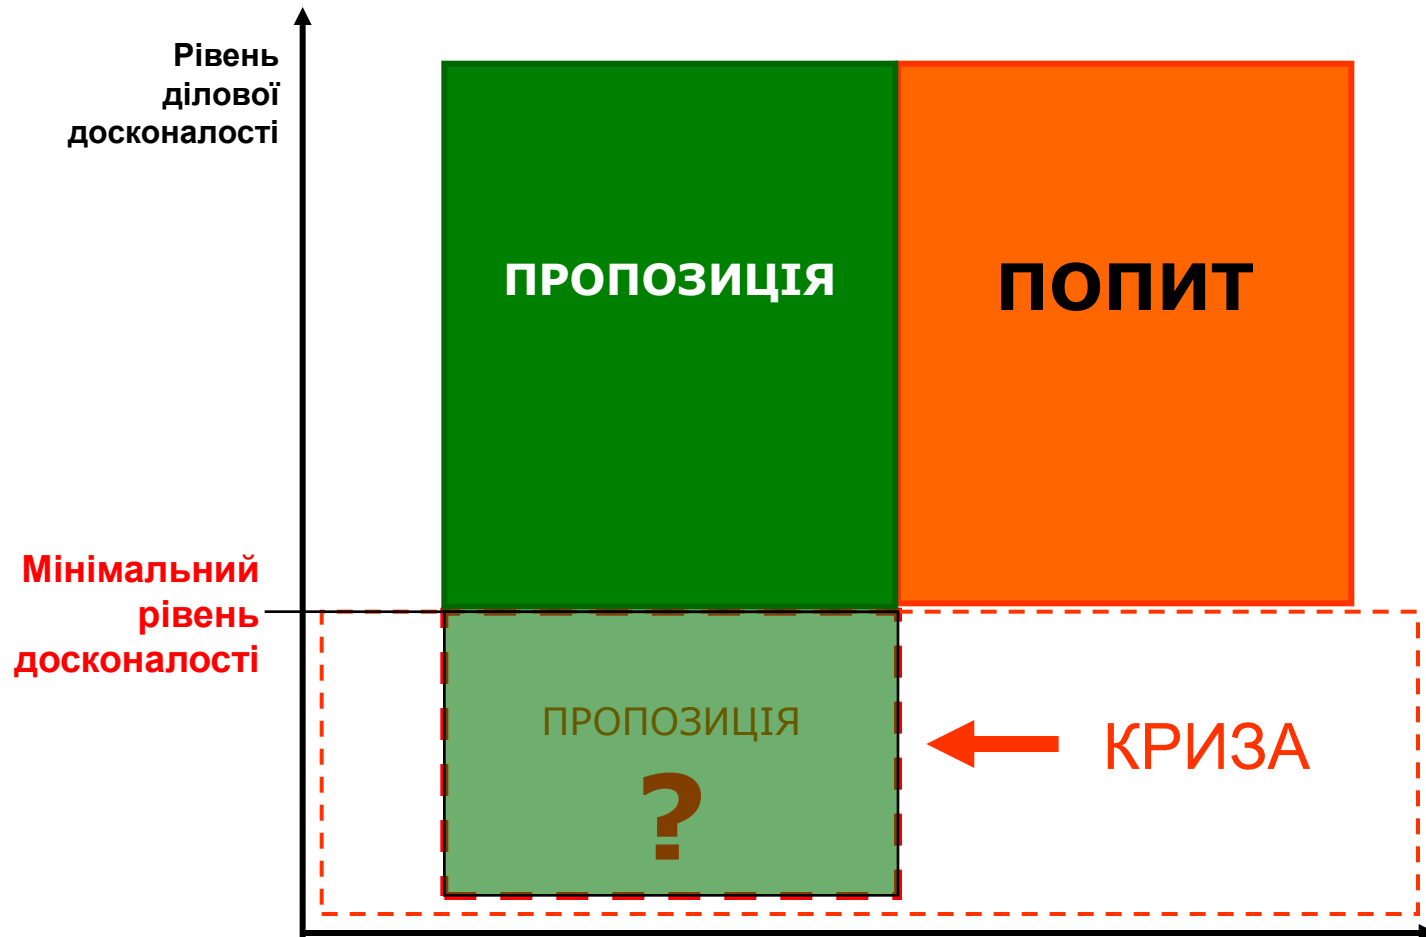 Рівень
ділової
досконалості
ПРОПОЗИЦІЯ
ПОПИТ
Мінімальний
рівень
досконалості
ПРОПОЗИЦІЯ
?
КРИЗА